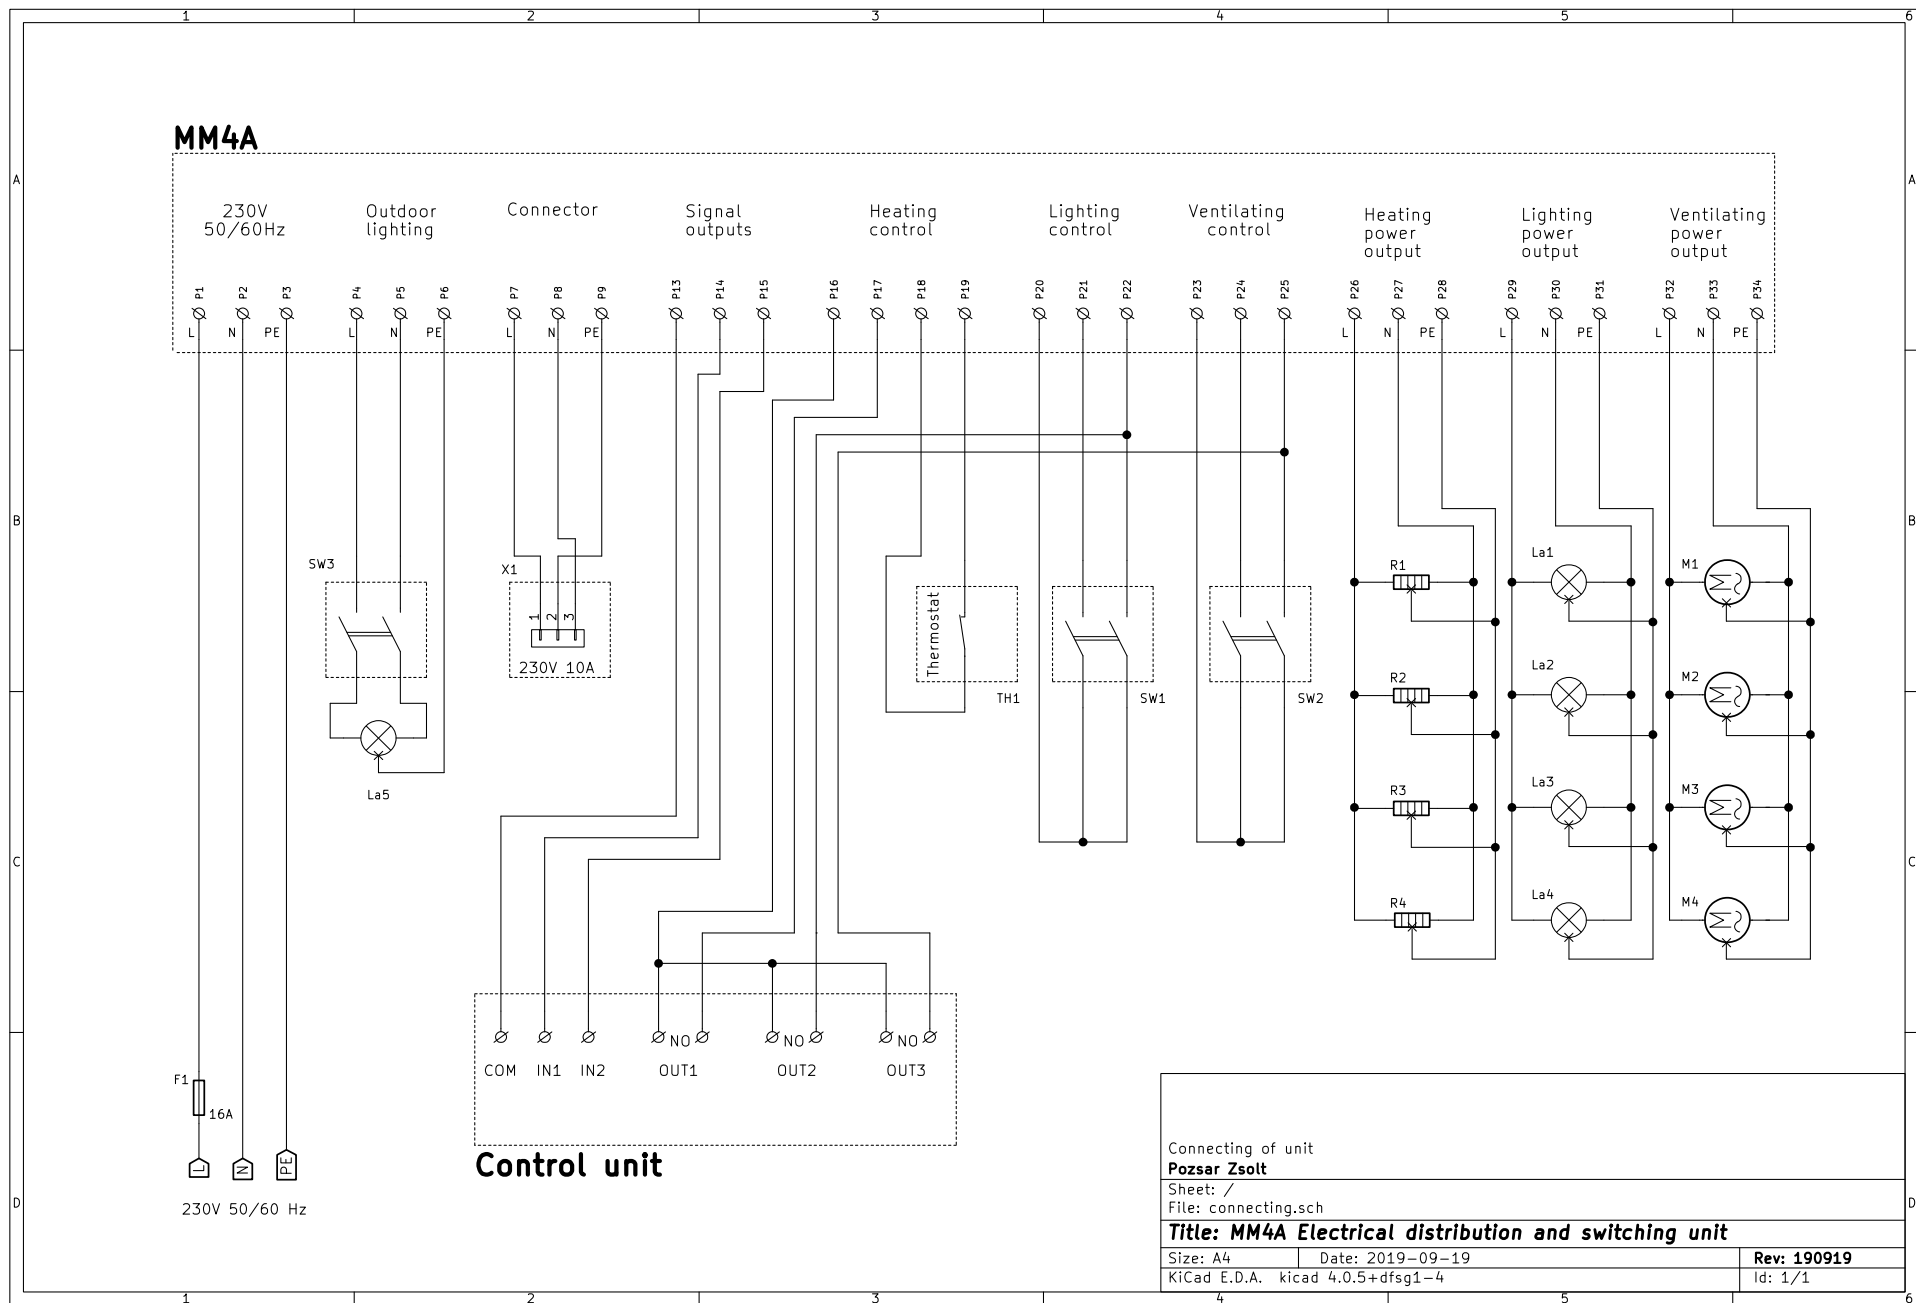 1 2 3 4 5 6
MM4A
A A
230V
50/60Hz
Outdoor
lighting
Connector
Signal
outputs
Heating
control
Lighting
control
Ventilating
control
Heating
power
output
Lighting
power
output
Ventilating
power
output
P1 P2 P3 P4 P5 P6 P7 P8 P9 P13 P14 P15 P16 P17 P18 P19 P20 P21 P22 P23 P24 P25 P26 P27 P28 P29 P30 P31 P32 P33 P34
L N PE L N PE L N PE L N PE L N PE L N PE
B B
SW3
X1
1 2 3
230V 10A
Thermostat
TH1
SW1
SW2
R1
La1
M1
R2
La2
M2
La5
R3
La3
M3
C C
R4
La4
M4
NO NO NO
COM IN1 IN2 OUT1 OUT2 OUT3
Control unit
F1
16A
L N PE
230V 50/60 Hz
D D
Connecting of unit
Pozsar Zsolt
Sheet: /
File: connecting.sch
Title: MM4A Electrical distribution and switching unit
Size: A4 Date: 2019-09-19 Rev: 190919
KiCad E.D.A. kicad 4.0.5+dfsg1-4 Id: 1/1
1 2 3 4 5 6